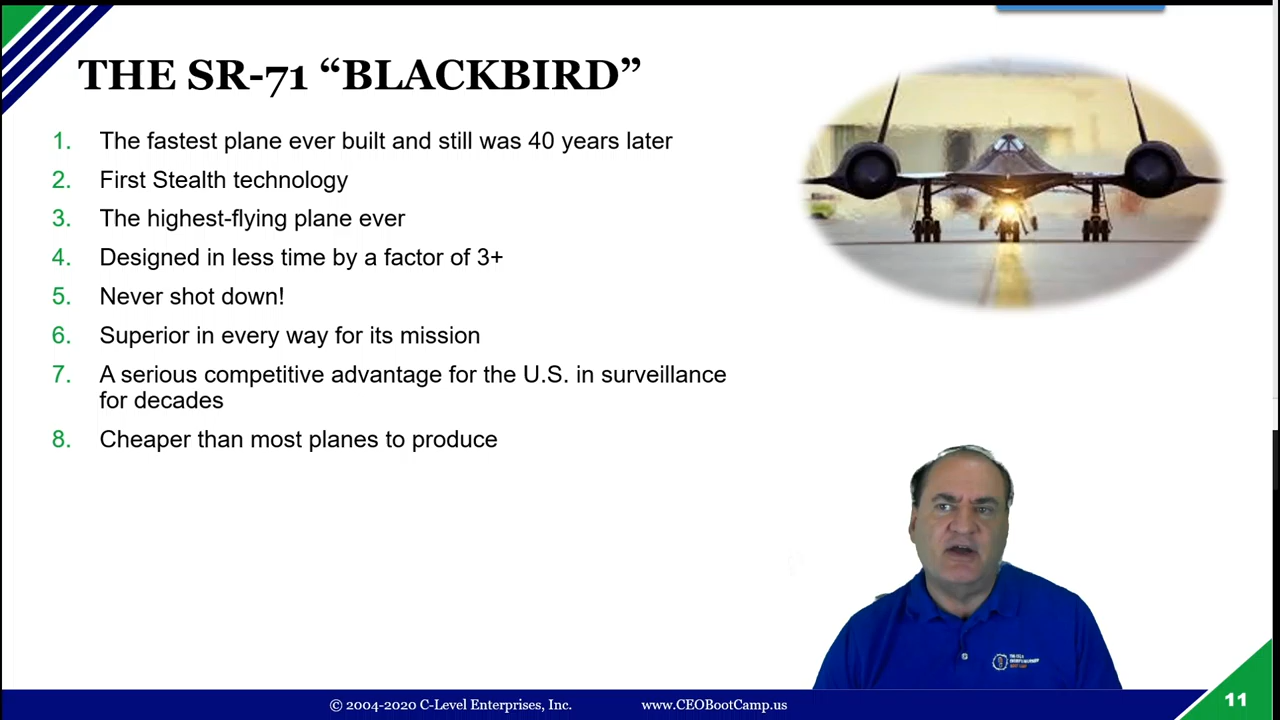 THE SR-71 “BLACKBIRD”
1. The fastest plane ever built and still was 40 years later
2. First Stealth technology
3. The highest-flying plane ever
4. Designed in less time by a factor of 3+
5. Never shot down!
6. Superior in every way for its mission
7. A serious competitive advantage for the U.S. in surveillance
for decades
8. Cheaper than most planes to produce
© 2004-2020 C-Level Enterprises, Inc. www.CEOBootCamp.us
11